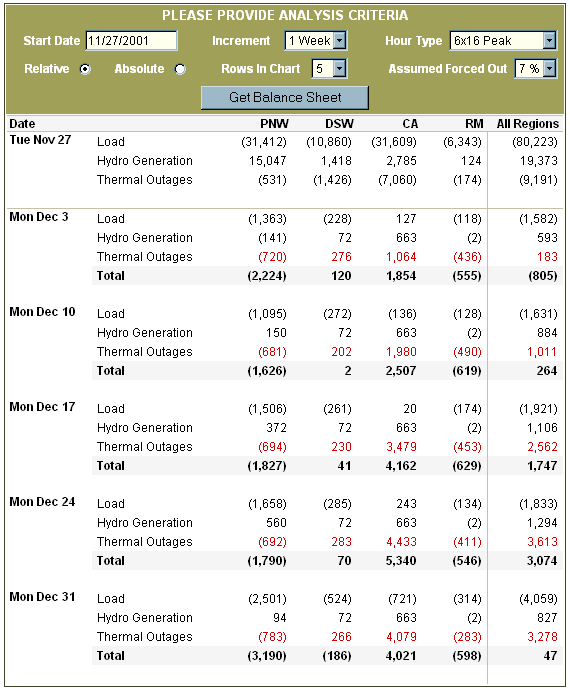 PLEASE PROVIDE ANALYSIS CRITERIA
Start Date 11/27/2001 Increment 1 Week Hour Type 6x16 Peak
Relative Absolute Rows In Chart 5 Assumed Forced Out 7 %
Get Balance Sheet
Date PNW DSW CA RM All Regions
Tue Nov 27 Load (31,412) (10,860) (31,609) (6,343) (80,223)
Hydro Generation 15,047 1,418 2,785 124 19,373
Thermal Outages (531) (1,426) (7,060) (174) (9,191)
Mon Dec 3 Load (1,363) (228) 127 (118) (1,582)
Hydro Generation (141) 72 663 (2) 593
Thermal Outages (720) 276 1,064 (436) 183
Total (2,224) 120 1,854 (555) (805)
Mon Dec 10 Load (1,095) (272) (136) (128) (1,631)
Hydro Generation 150 72 663 (2) 884
Thermal Outages (681) 202 1,980 (490) 1,011
Total (1,626) 2 2,507 (619) 264
Mon Dec 17 Load (1,506) (261) 20 (174) (1,921)
Hydro Generation 372 72 663 (2) 1,106
Thermal Outages (694) 230 3,479 (453) 2,562
Total (1,827) 41 4,162 (629) 1,747
Mon Dec 24 Load (1,658) (285) 243 (134) (1,833)
Hydro Generation 560 72 663 (2) 1,294
Thermal Outages (692) 283 4,433 (411) 3,613
Total (1,790) 70 5,340 (546) 3,074
Mon Dec 31 Load (2,501) (524) (721) (314) (4,059)
Hydro Generation 94 72 663 (2) 827
Thermal Outages (783) 266 4,079 (283) 3,278
Total (3,190) (186) 4,021 (598) 47